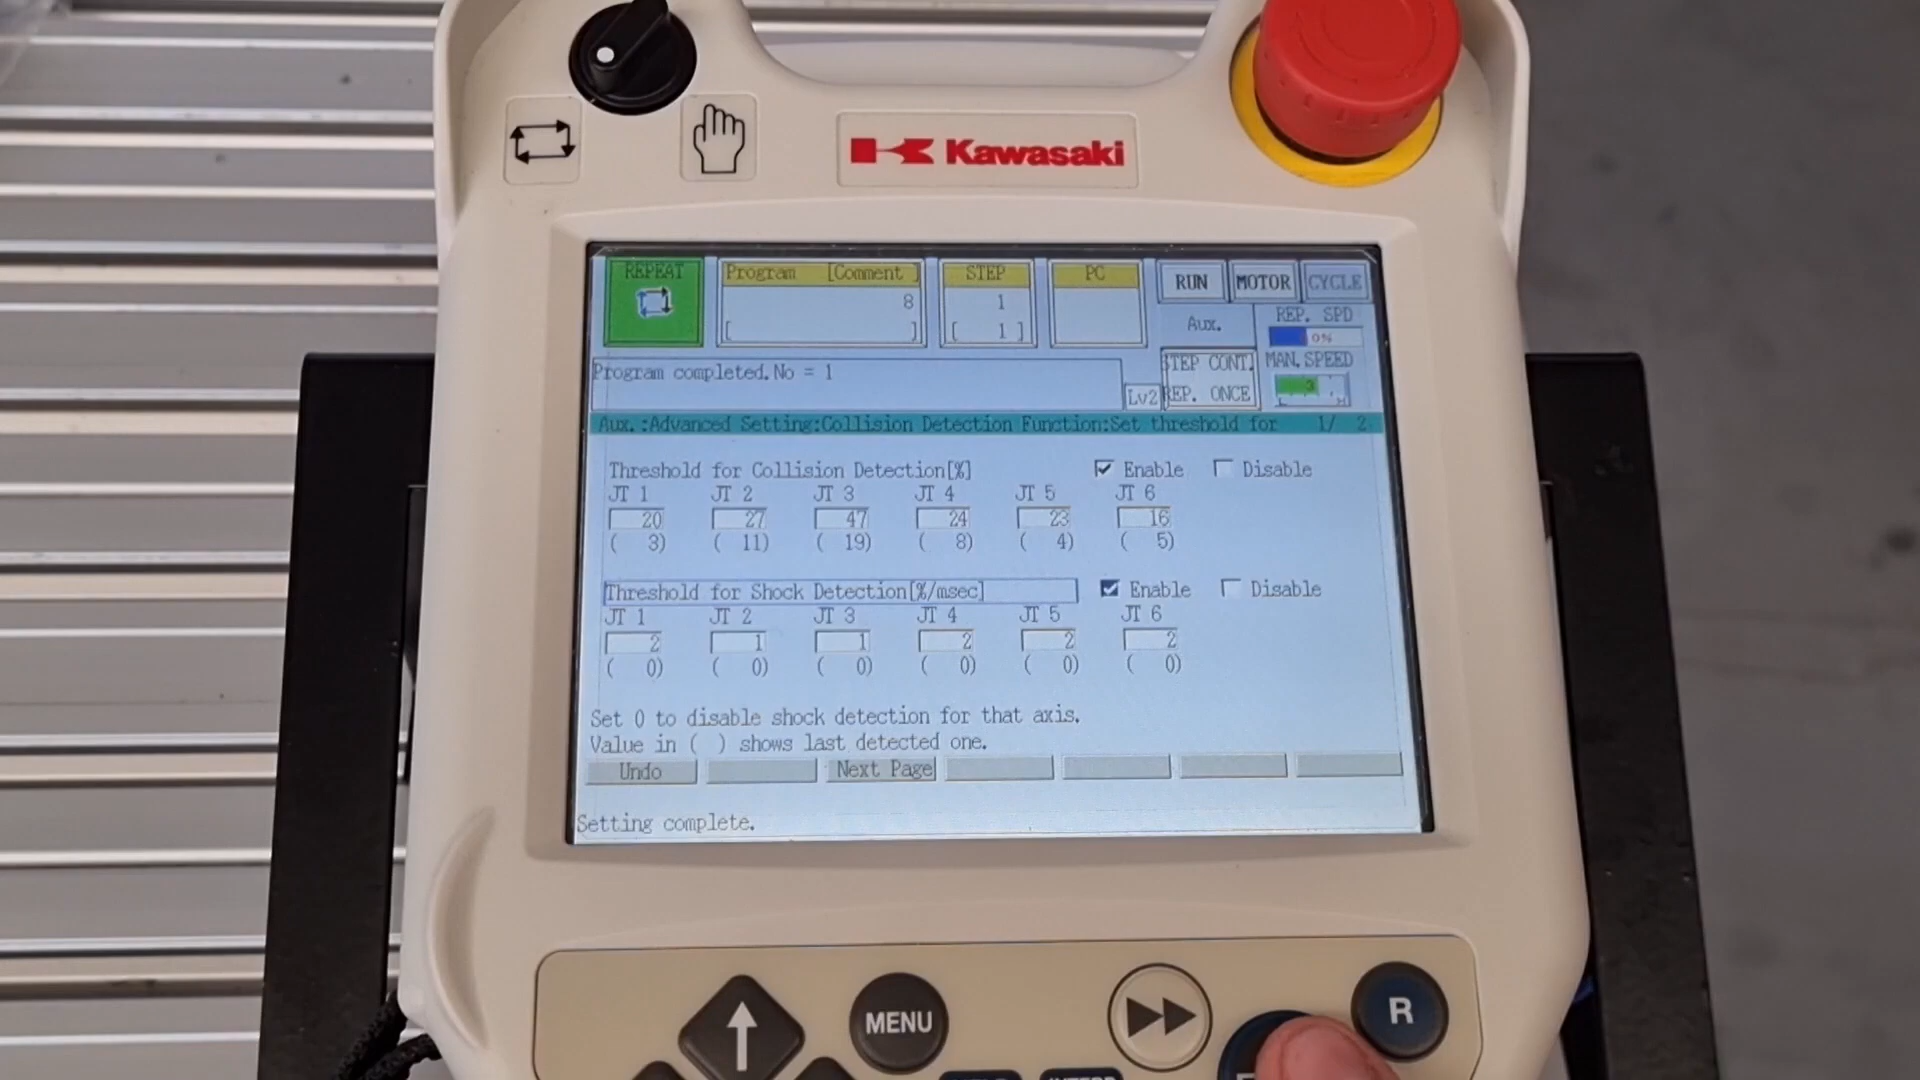 Kawasaki
REPEAT
Program [Comment ]
8
[ ]
STEP
1
[ 1 ]
PC
RUN MOTOR CYCLE
Aux.
REP. SPD
0%
STEP CONT.
REP. ONCE
MAN. SPEED
3
L H
Program completed.No = 1
Lv2
Aux.:Advanced Setting:Collision Detection Function:Set threshold for 1/ 2
Threshold for Collision Detection[%] Enable Disable
JT 1 JT 2 JT 3 JT 4 JT 5 JT 6
20 27 47 24 23 16
( 3) ( 11) ( 19) ( 8) ( 4) ( 5)
Threshold for Shock Detection[%/msec] Enable Disable
JT 1 JT 2 JT 3 JT 4 JT 5 JT 6
2 1 1 2 2 2
( 0) ( 0) ( 0) ( 0) ( 0) ( 0)
Set 0 to disable shock detection for that axis.
Value in ( ) shows last detected one.
Undo Next Page
Setting complete.
MENU
R